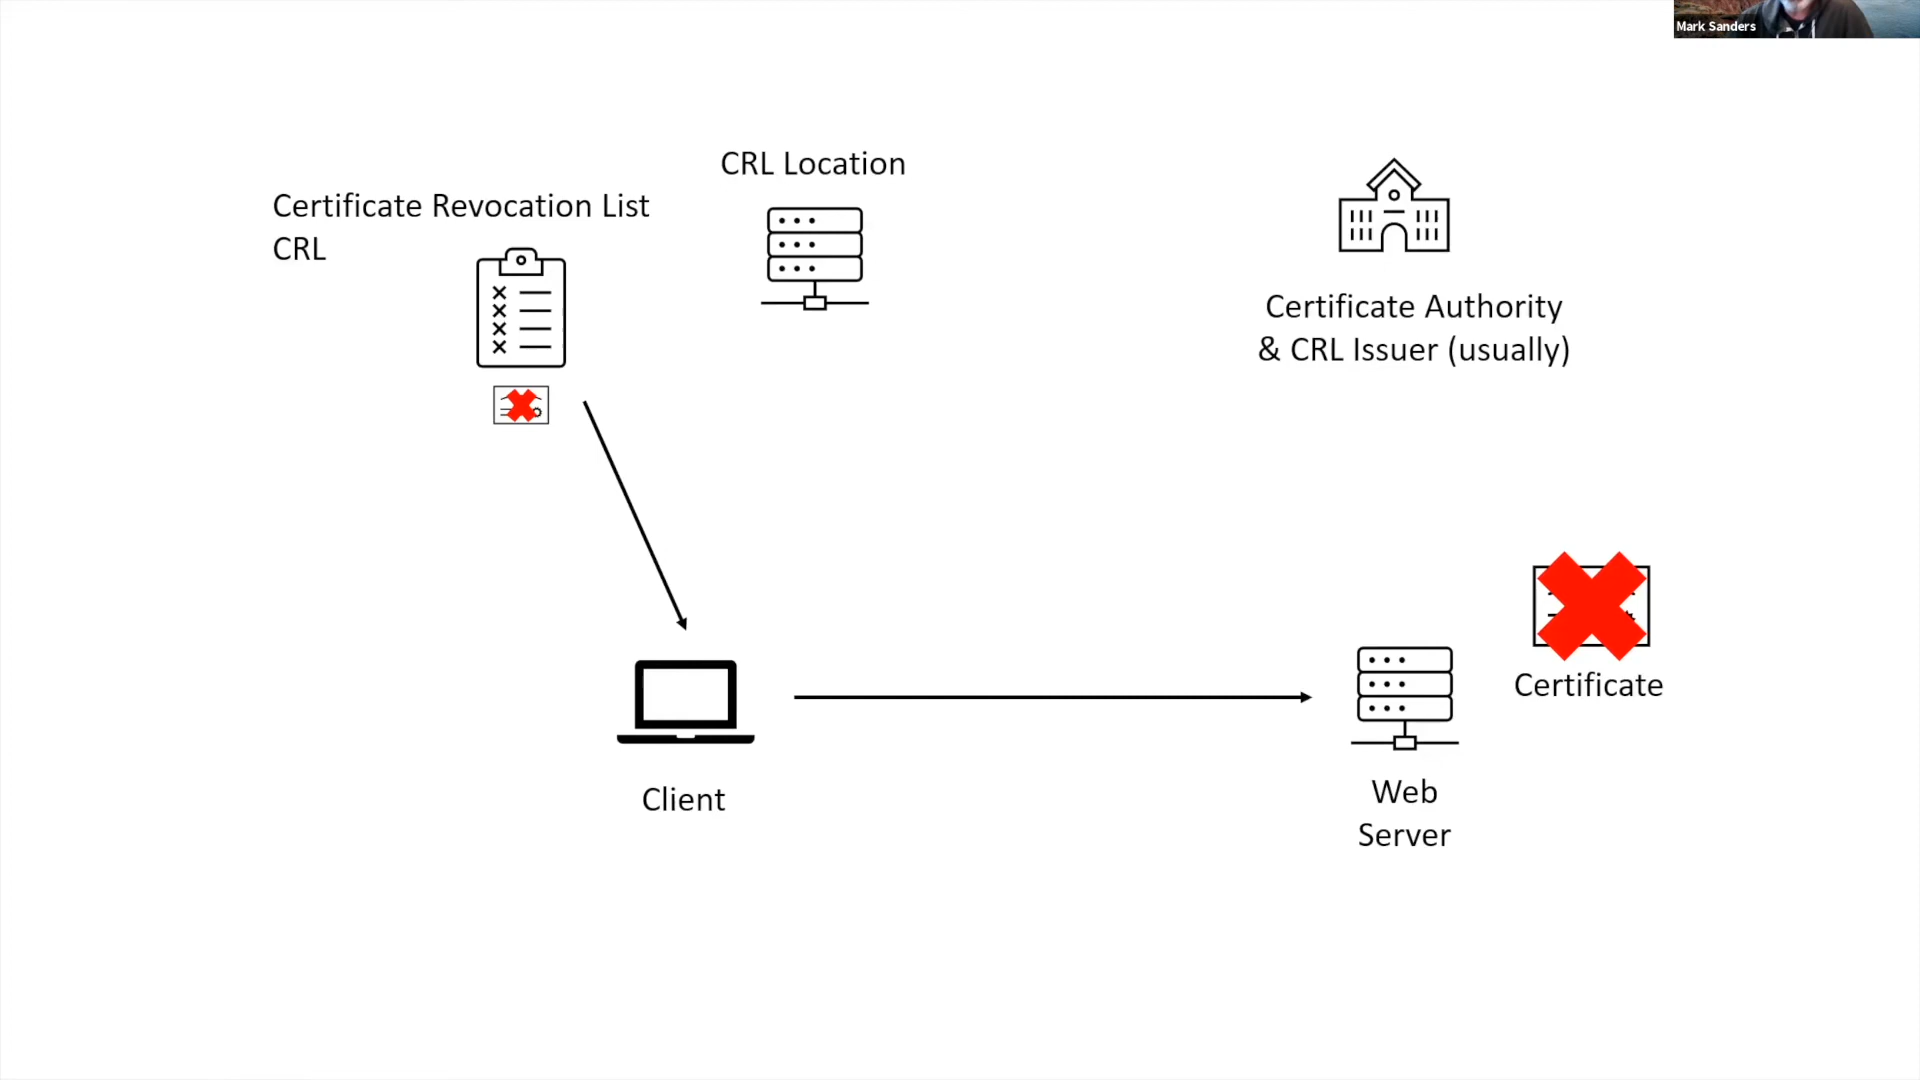 Mark Sanders
CRL Location
Certificate Revocation List
CRL
Certificate Authority
& CRL Issuer (usually)
Certificate
Client
Web
Server